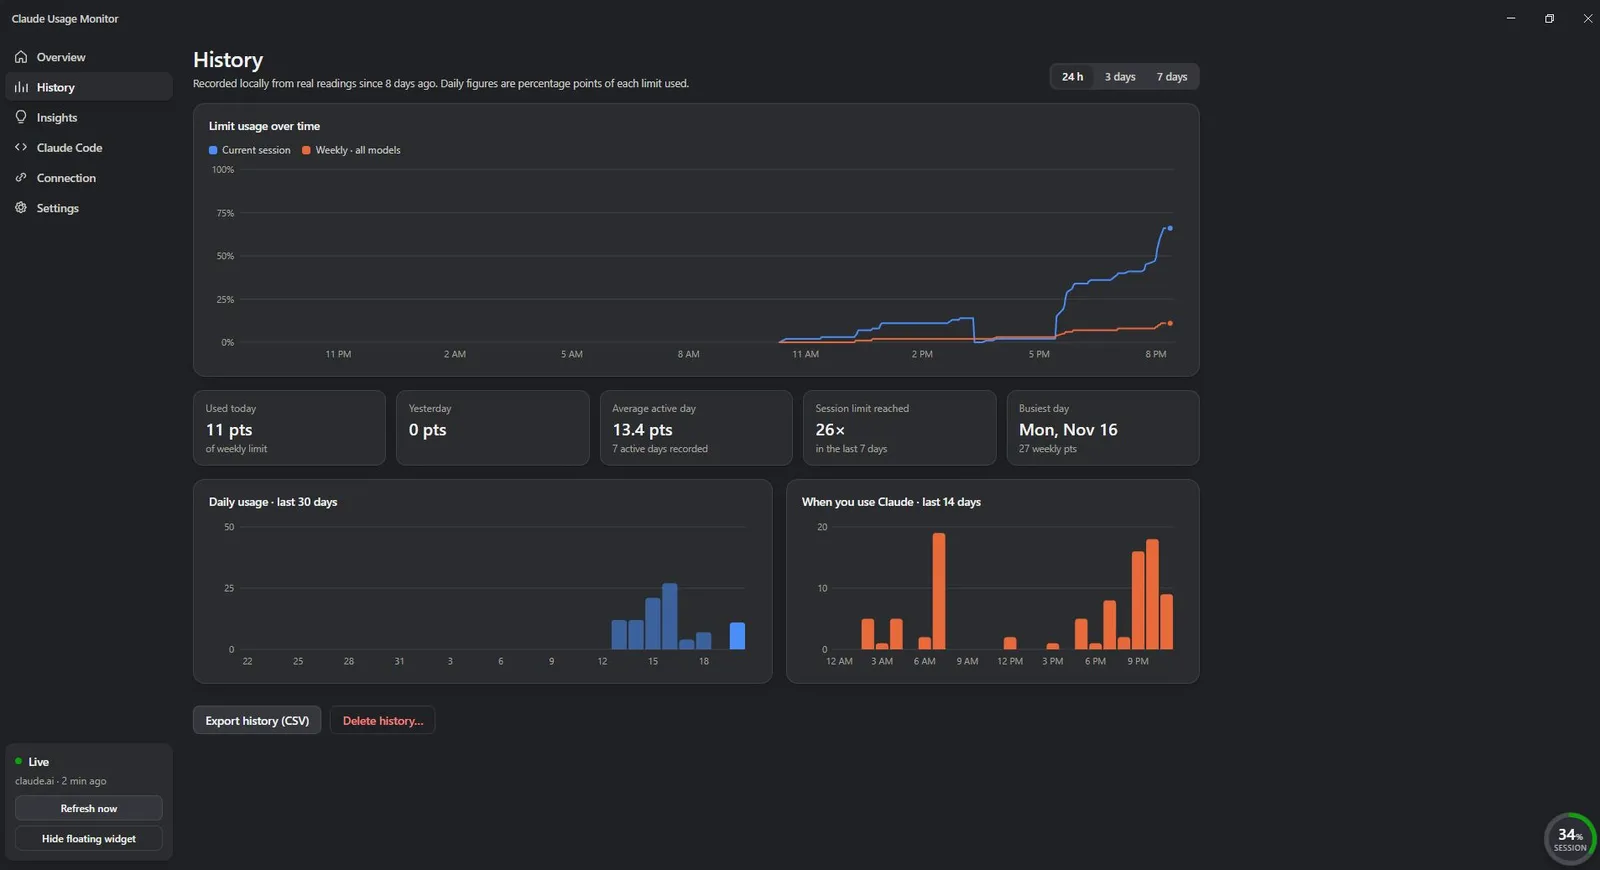 Claude Usage Monitor
Overview
History
Insights
Claude Code
Connection
Settings
History
Recorded locally from real readings since 8 days ago. Daily figures are percentage points of each limit used.
24 h 3 days 7 days
Limit usage over time
Current session Weekly · all models
100%
75%
50%
25%
0%
11 PM 2 AM 5 AM 8 AM 11 AM 2 PM 5 PM 8 PM
Used today
11 pts
of weekly limit
Yesterday
0 pts
Average active day
13.4 pts
7 active days recorded
Session limit reached
26×
in the last 7 days
Busiest day
Mon, Nov 16
27 weekly pts
Daily usage · last 30 days
50
25
0
22 25 28 31 3 6 9 12 15 18
When you use Claude · last 14 days
20
10
0
12 AM 3 AM 6 AM 9 AM 12 PM 3 PM 6 PM 9 PM
Export history (CSV) Delete history...
Live
claude.ai · 2 min ago
Refresh now
Hide floating widget
34%
SESSION